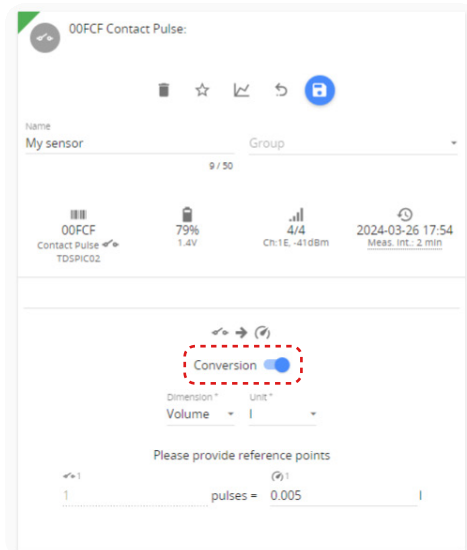 00FCF Contact Pulse:
Name
My sensor
Group
9 / 50
00FCF
Contact Pulse
TDSPIC02
79%
1.4V
4/4
Ch:1E, -41dBm
2024-03-26 17:54
Meas. int.: 2 min
Conversion
Dimension *
Volume
Unit *
l
Please provide reference points
1
1
1 pulses = 0.005 l